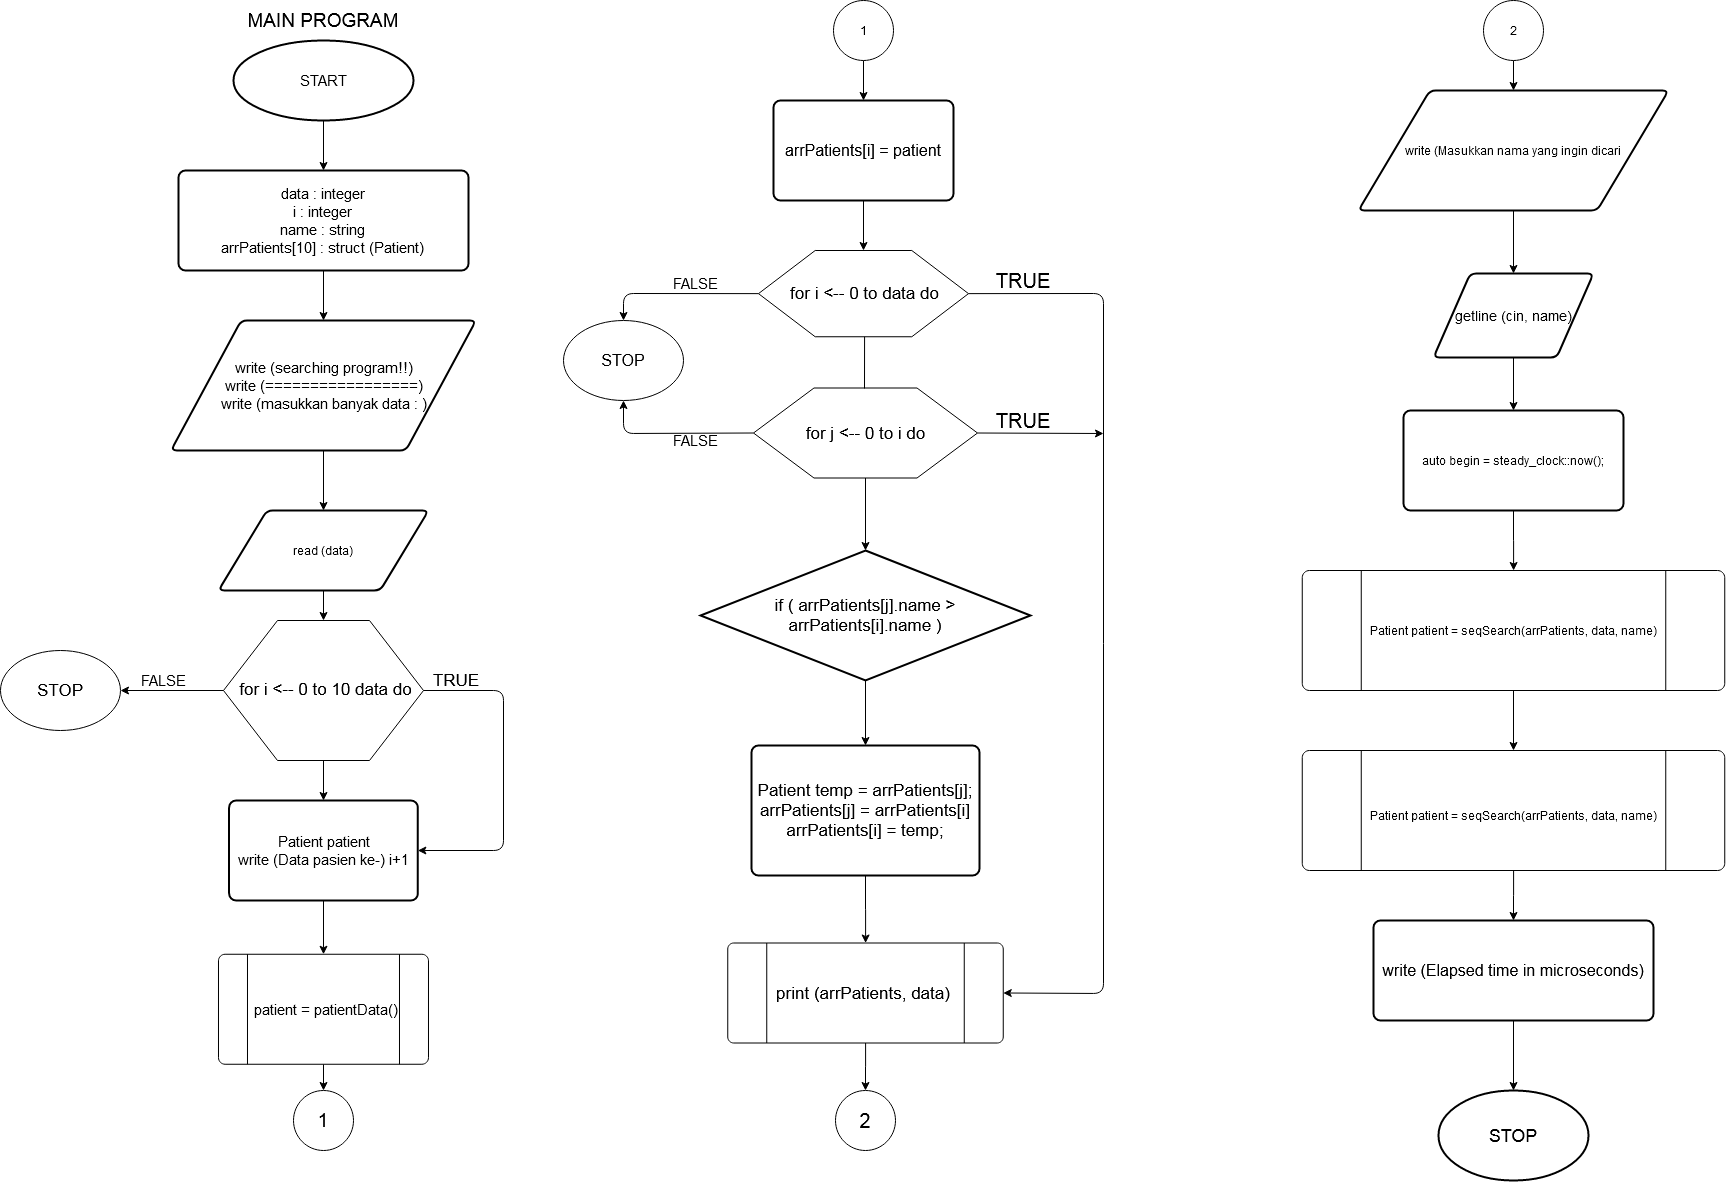 MAIN PROGRAM
START
data : integer
i : integer
name : string
arrPatients[10] : struct (Patient)
write (searching program!!)
write (=================)
write (masukkan banyak data : )
read (data)
for i <-- 0 to 10 data do
FALSE
STOP
TRUE
Patient patient
write (Data pasien ke-) i+1
patient = patientData()
1
1
arrPatients[i] = patient
for i <-- 0 to data do
FALSE
TRUE
STOP
for j <-- 0 to i do
FALSE
TRUE
if ( arrPatients[j].name >
arrPatients[i].name )
Patient temp = arrPatients[j];
arrPatients[j] = arrPatients[i]
arrPatients[i] = temp;
print (arrPatients, data)
2
2
write (Masukkan nama yang ingin dicari
getline (cin, name)
auto begin = steady_clock::now();
Patient patient = seqSearch(arrPatients, data, name)
Patient patient = seqSearch(arrPatients, data, name)
write (Elapsed time in microseconds)
STOP